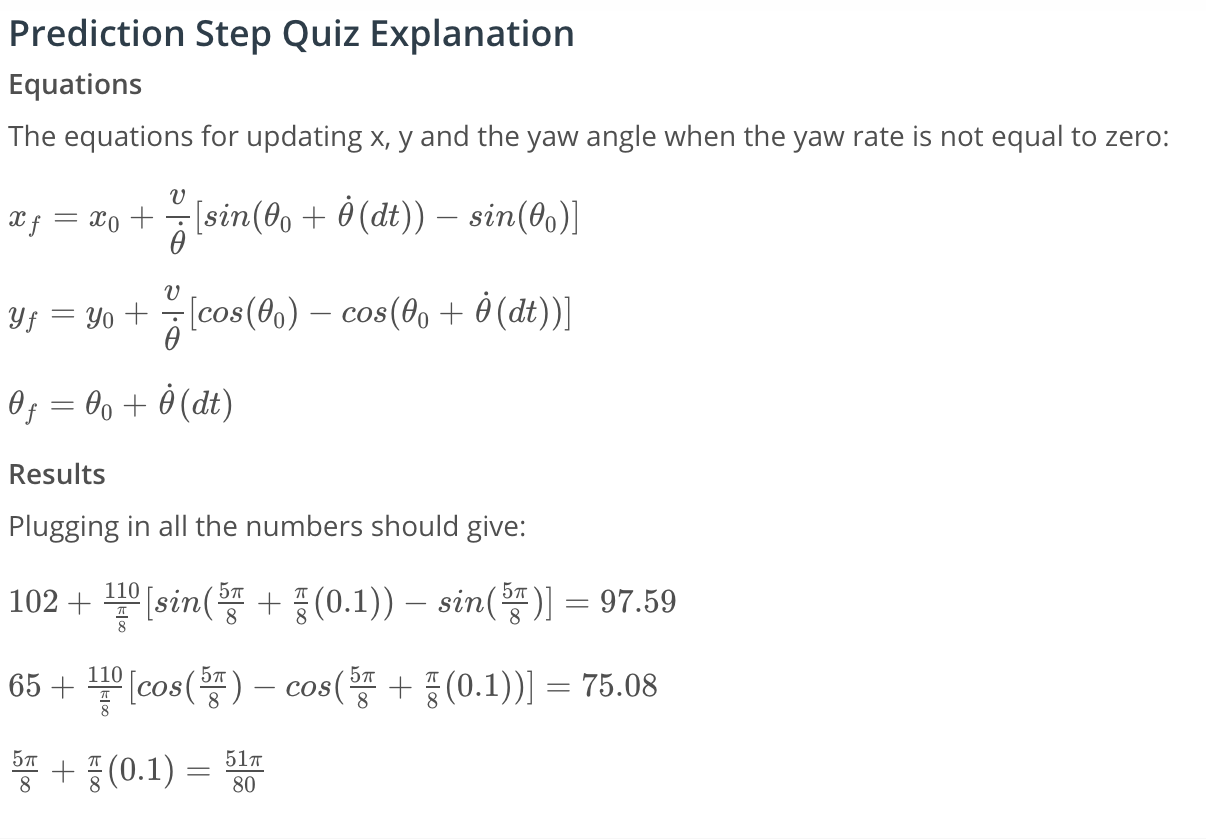 Prediction Step Quiz Explanation
Equations
The equations for updating x, y and the yaw angle when the yaw rate is not equal to zero:
$x_f = x_0 + \frac{v}{\dot{\theta}}[sin(\theta_0 + \dot{\theta}(dt)) - sin(\theta_0)]$
$y_f = y_0 + \frac{v}{\dot{\theta}}[cos(\theta_0) - cos(\theta_0 + \dot{\theta}(dt))]$
$\theta_f = \theta_0 + \dot{\theta}(dt)$
Results
Plugging in all the numbers should give:
$102 + \frac{110}{\frac{\pi}{8}}[sin(\frac{5\pi}{8} + \frac{\pi}{8}(0.1)) - sin(\frac{5\pi}{8})] = 97.59$
$65 + \frac{110}{\frac{\pi}{8}}[cos(\frac{5\pi}{8}) - cos(\frac{5\pi}{8} + \frac{\pi}{8}(0.1))] = 75.08$
$\frac{5\pi}{8} + \frac{\pi}{8}(0.1) = \frac{51\pi}{80}$